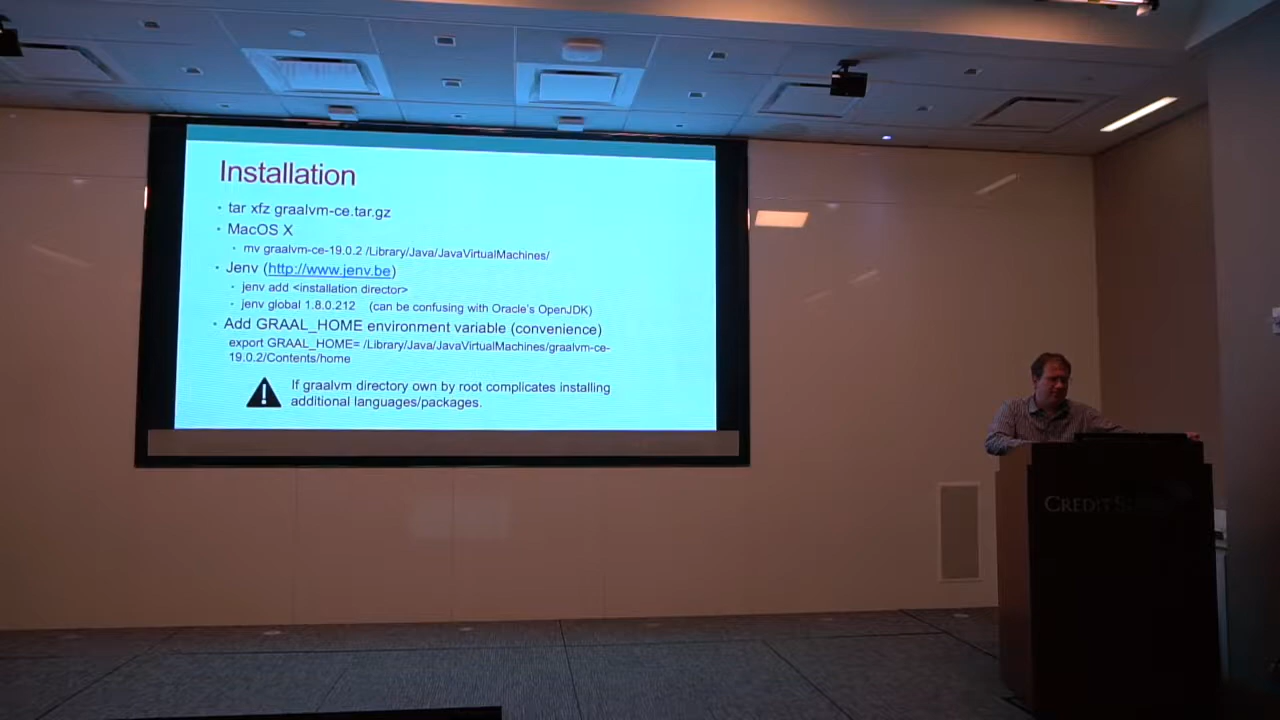 Installation
• tar xfz graalvm-ce.tar.gz
• MacOS X
• mv graalvm-ce-19.0.2 /Library/Java/JavaVirtualMachines/
• Jenv (http://www.jenv.be)
• jenv add <installation director>
• jenv global 1.8.0.212 (can be confusing with Oracle's OpenJDK)
• Add GRAAL_HOME environment variable (convenience)
export GRAAL_HOME= /Library/Java/JavaVirtualMachines/graalvm-ce-
19.0.2/Contents/home
If graalvm directory own by root complicates installing
additional languages/packages.
CREDIT